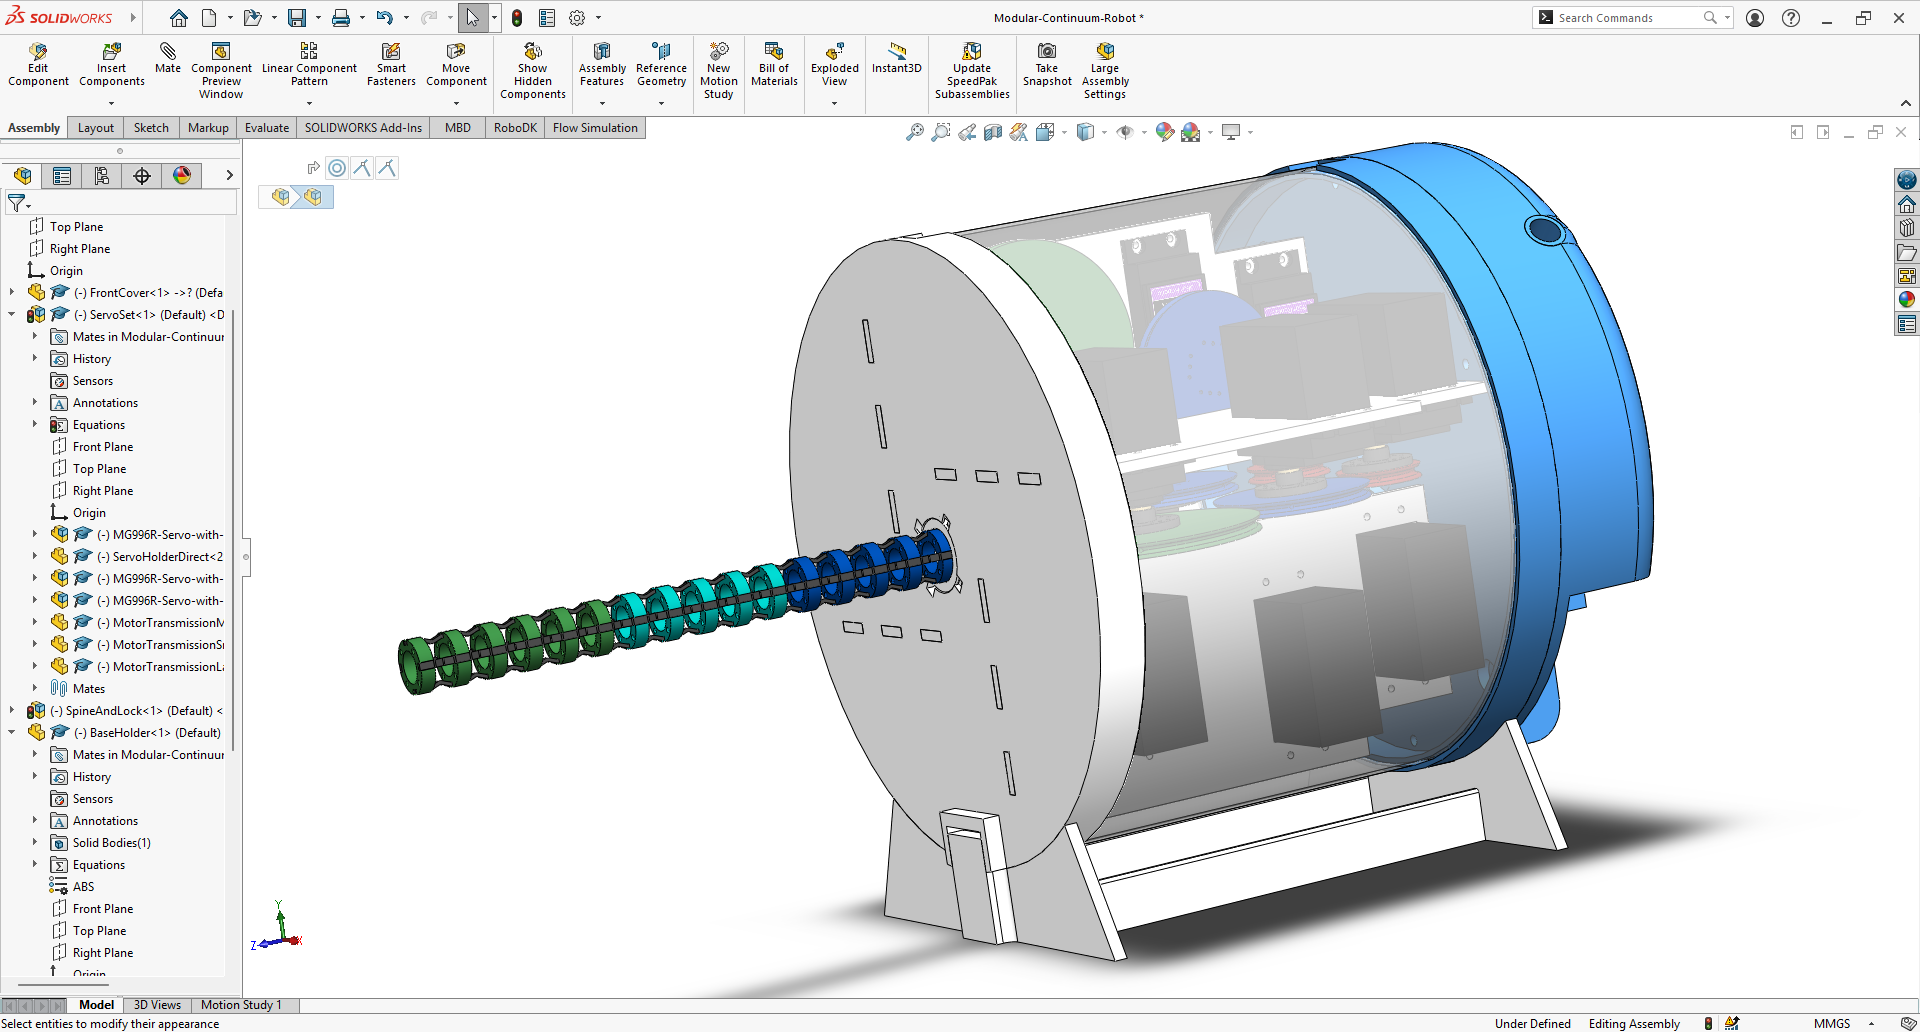 SOLIDWORKS
Modular-Continuum-Robot *
Search Commands
Edit Component
Insert Components
Mate
Component Preview Window
Linear Component Pattern
Smart Fasteners
Move Component
Show Hidden Components
Assembly Features
Reference Geometry
New Motion Study
Bill of Materials
Exploded View
Instant3D
Update SpeedPak Subassemblies
Take Snapshot
Large Assembly Settings
Assembly
Layout
Sketch
Markup
Evaluate
SOLIDWORKS Add-Ins
MBD
RoboDK
Flow Simulation
Top Plane
Right Plane
Origin
(-) FrontCover<1> ->? (Defa
(-) ServoSet<1> (Default) <D
Mates in Modular-Continuur
History
Sensors
Annotations
Equations
Front Plane
Top Plane
Right Plane
Origin
(-) MG996R-Servo-with-
(-) ServoHolderDirect<2
(-) MG996R-Servo-with-
(-) MG996R-Servo-with-
(-) MotorTransmissionM
(-) MotorTransmissionSı
(-) MotorTransmissionLa
Mates
(-) SpineAndLock<1> (Default) <
(-) BaseHolder<1> (Default)
Mates in Modular-Continuur
History
Sensors
Annotations
Solid Bodies(1)
Equations
ABS
Front Plane
Top Plane
Right Plane
Origin
Y
Z
X
Model
3D Views
Motion Study 1
Select entities to modify their appearance
Under Defined
Editing Assembly
MMGS